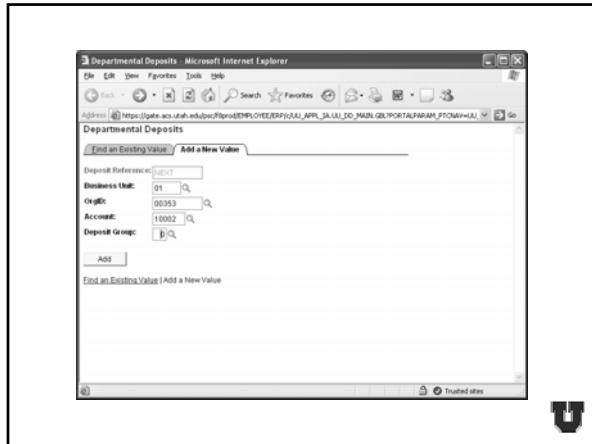 Departmental Deposits - Microsoft Internet Explorer
File Edit View Favorites Tools Help
Back Search Favorites
Address https://gate.acs.utah.edu/psc/f8prod/EMPLOYEE/ERP/c/UU_APPL_IA.UU_DD_MAIN.GBL?PORTALPARAM_PTCNAV=UU_ Go
Departmental Deposits
Find an Existing Value Add a New Value
Deposit Reference: NEXT
Business Unit: 01
OrgID: 00353
Account: 10002
Deposit Group: 0
Add
Find an Existing Value | Add a New Value
Trusted sites
U